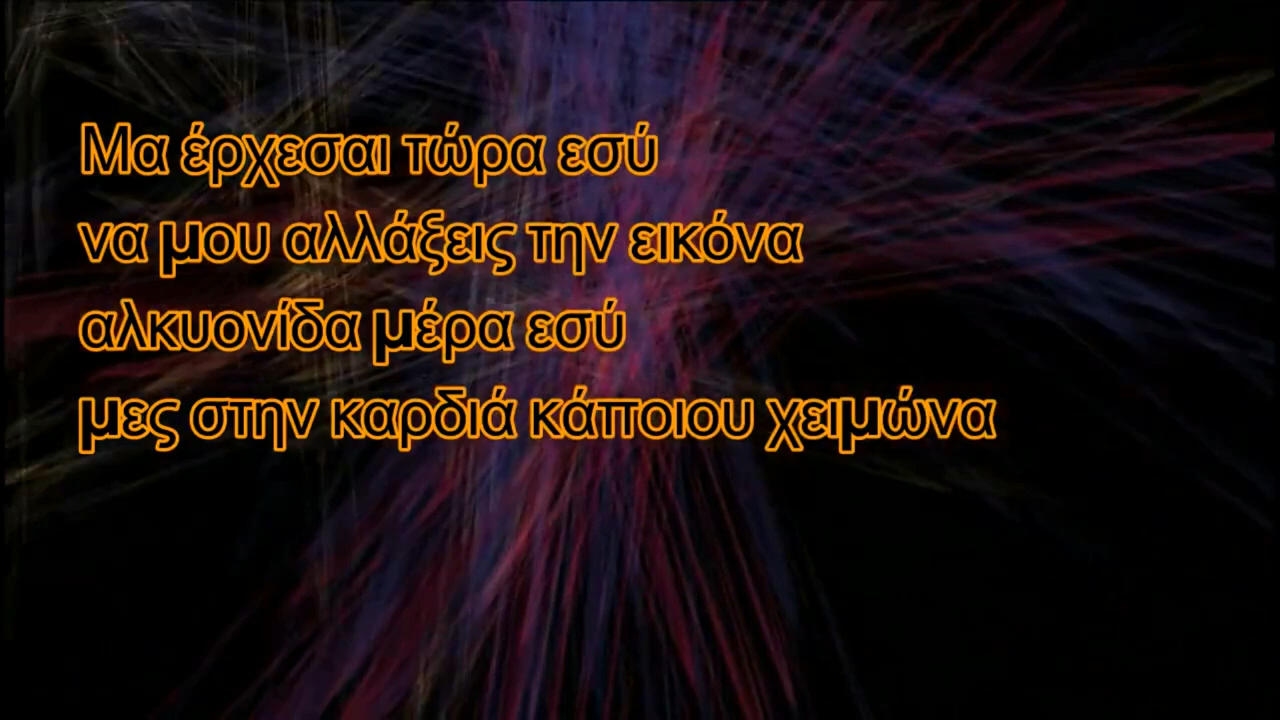 Μα έρχεσαι τώρα εσύ
να μου αλλάξεις την εικόνα
αλκυονίδα μέρα εσύ
μες στην καρδιά κάποιου χειμώνα